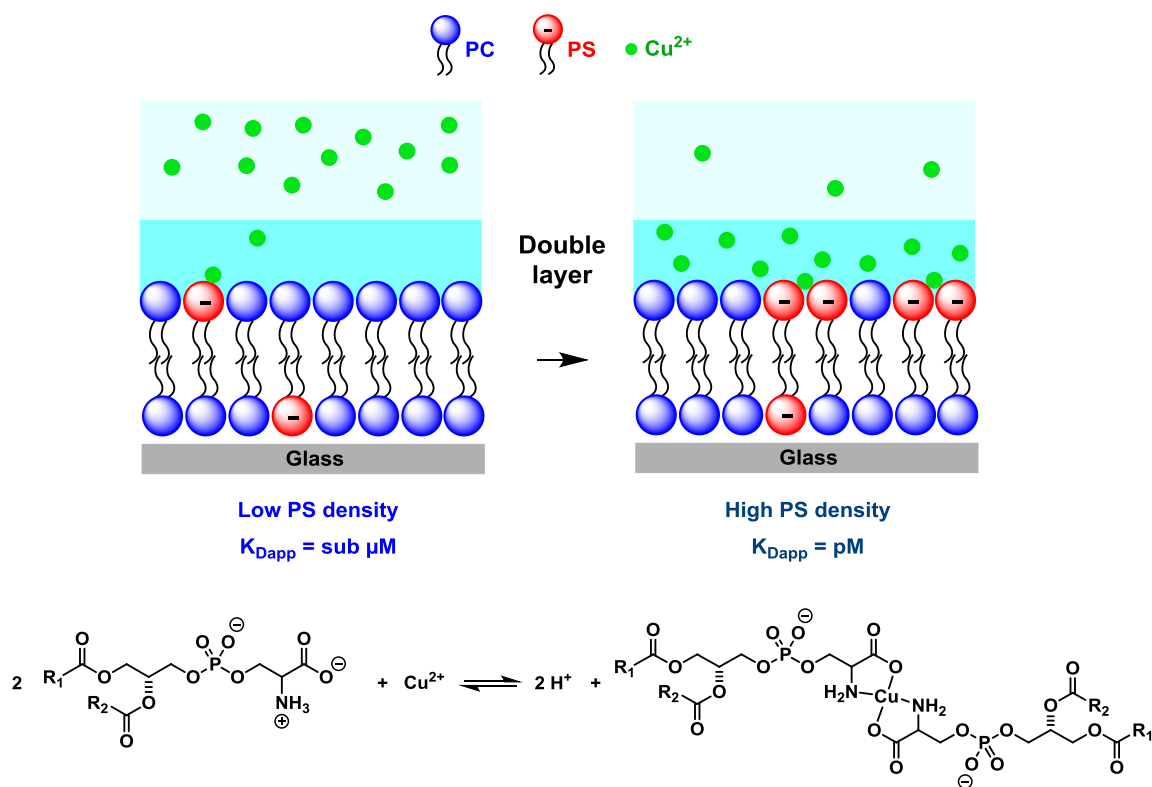 PC PS Cu2+
Double
layer
Glass Glass
Low PS density High PS density
KDapp = sub µM KDapp = pM
2 + Cu2+ 2 H+ +
O O O O
R1 O O P O O
R2 O NH3
O
O O O O
R1 O O P O O
R2 O H2N Cu NH2
O O O
O O P O O R1
O O O
R2